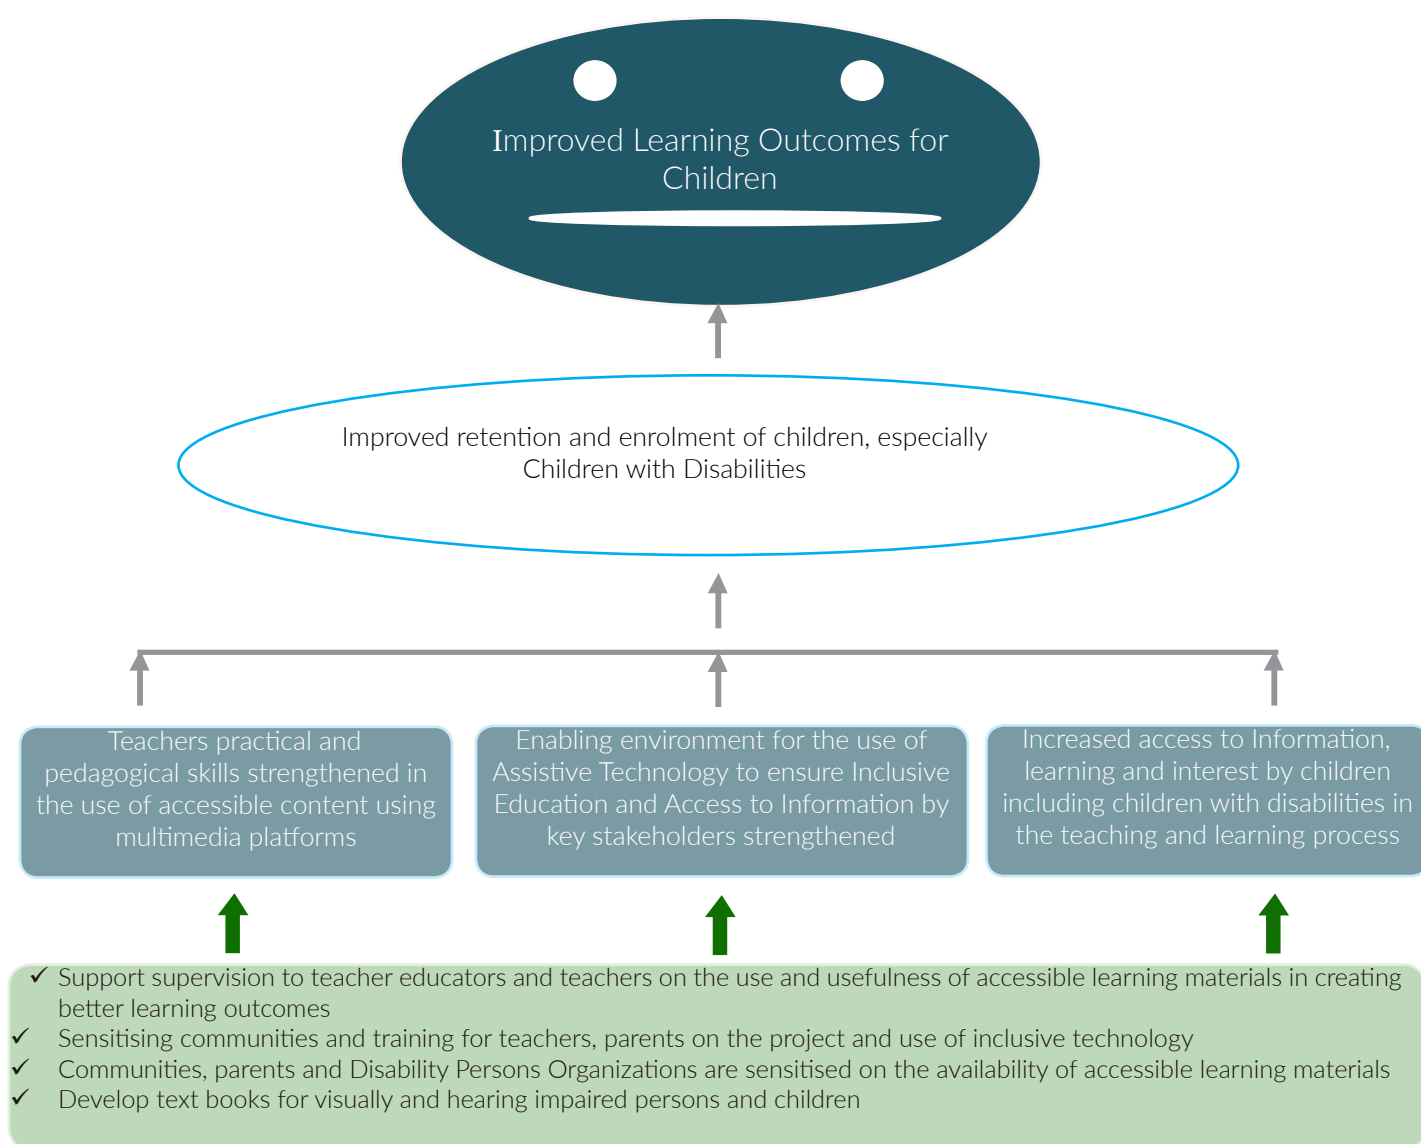 Improved Learning Outcomes for
Children
Improved retention and enrolment of children, especially
Children with Disabilities
Teachers practical and
pedagogical skills strengthened in
the use of accessible content using
multimedia platforms
Enabling environment for the use of
Assistive Technology to ensure Inclusive
Education and Access to Information by
key stakeholders strengthened
Increased access to Information,
learning and interest by children
including children with disabilities in
the teaching and learning process
✓ Support supervision to teacher educators and teachers on the use and usefulness of accessible learning materials in creating
better learning outcomes
✓ Sensitising communities and training for teachers, parents on the project and use of inclusive technology
✓ Communities, parents and Disability Persons Organizations are sensitised on the availability of accessible learning materials
✓ Develop text books for visually and hearing impaired persons and children